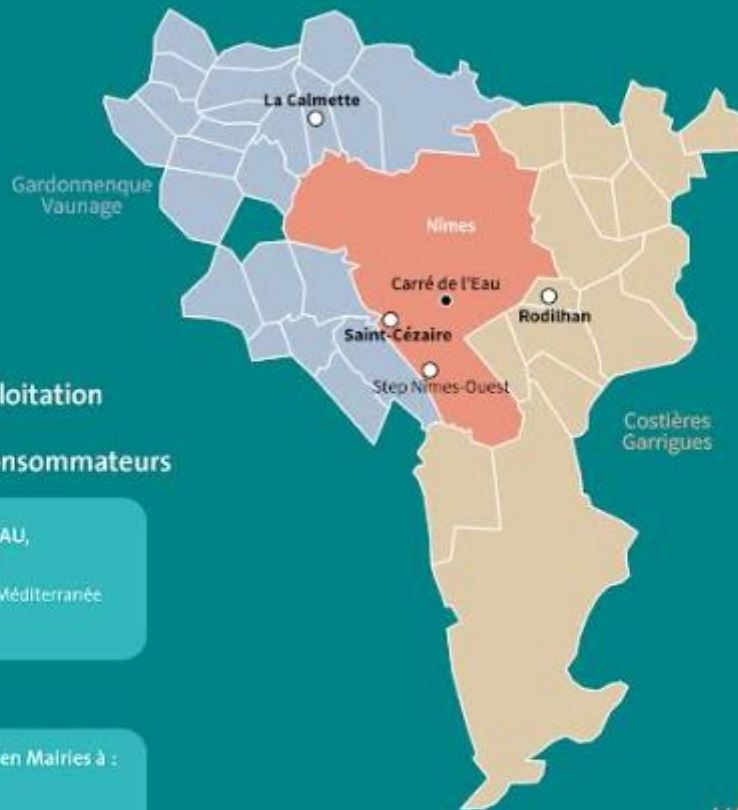 La Calmette
Gardonnenque
Vaunage
Nîmes
Carré de l'Eau
Rodilhan
Saint-Cézaire
Step Nîmes-Ouest
loitation
Costières
Garrigues
nsommateurs
AU,
Méditerranée
en Mairies à :